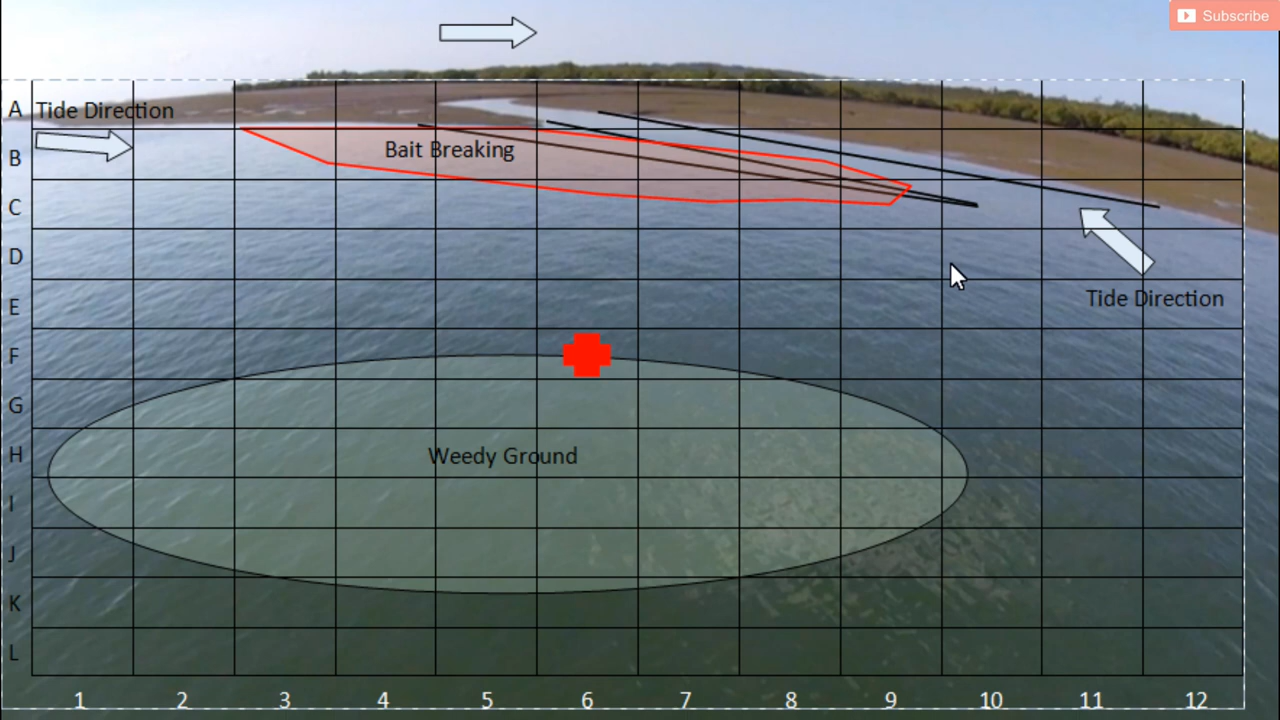 Subscribe
A
Tide Direction
B
Bait Breaking
C
D
E
Tide Direction
F
G
H
Weedy Ground
I
J
K
L
1 2 3 4 5 6 7 8 9 10 11 12